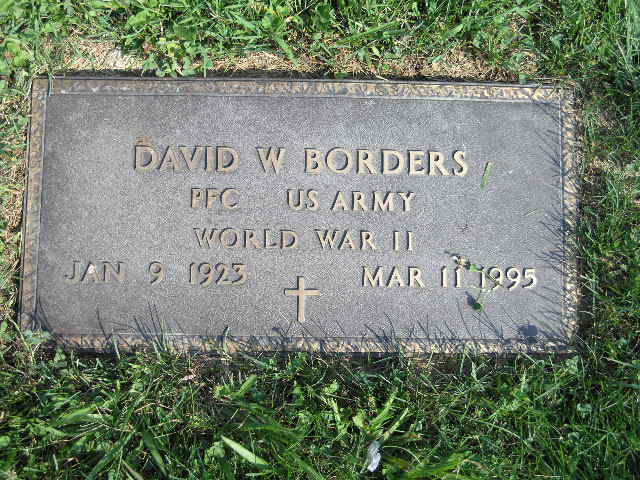 DAVID W BORDERS
PFC US ARMY
WORLD WAR II
JAN 9 1923 MAR 11 1995